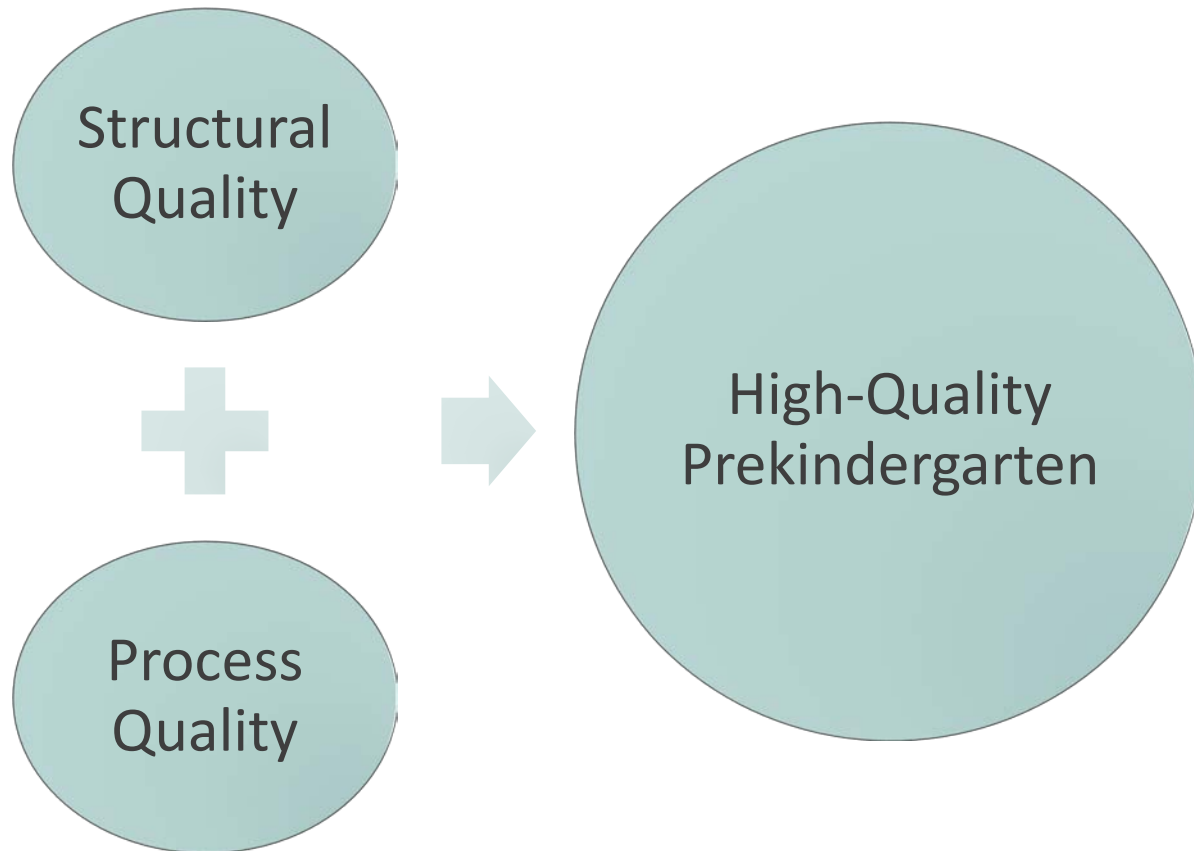 Structural
Quality
Process
Quality
High-Quality
Prekindergarten